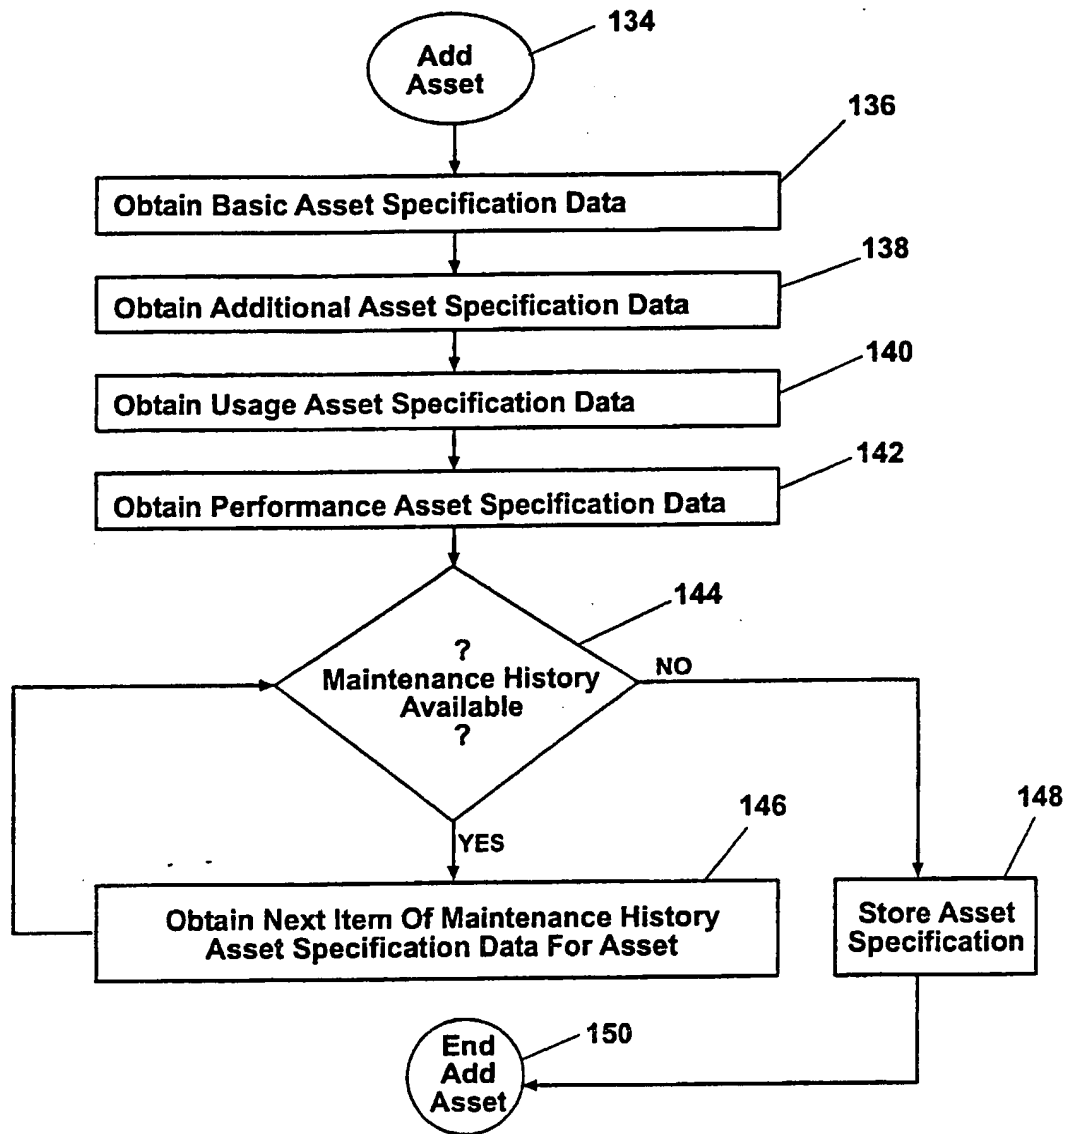 134
Add
Asset
136
Obtain Basic Asset Specification Data
138
Obtain Additional Asset Specification Data
140
Obtain Usage Asset Specification Data
142
Obtain Performance Asset Specification Data
144
?
Maintenance History
Available
?
NO
YES
146
Obtain Next Item Of Maintenance History
Asset Specification Data For Asset
148
Store Asset
Specification
150
End
Add
Asset